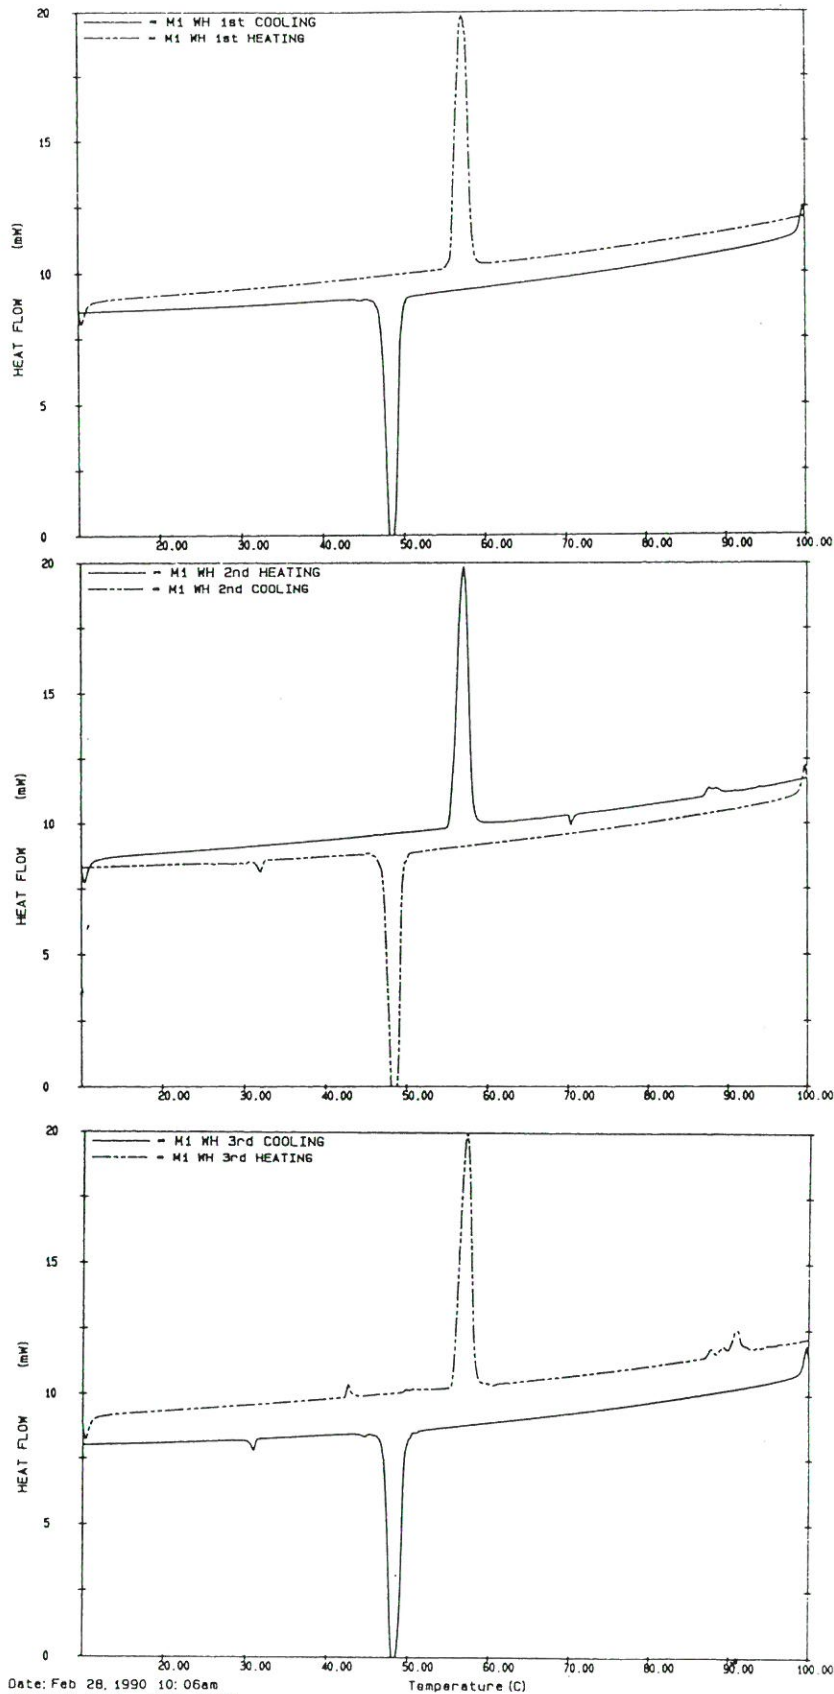 20
— = M1 WH 1st COOLING
—---— = M1 WH 1st HEATING
15
10
5
0
HEAT FLOW (mW)
20.00 30.00 40.00 50.00 60.00 70.00 80.00 90.00 100.00
20
— = M1 WH 2nd HEATING
—---— = M1 WH 2nd COOLING
15
10
5
0
HEAT FLOW (mW)
20.00 30.00 40.00 50.00 60.00 70.00 80.00 90.00 100.00
20
— = M1 WH 3rd COOLING
—---— = M1 WH 3rd HEATING
15
10
5
0
HEAT FLOW (mW)
20.00 30.00 40.00 50.00 60.00 70.00 80.00 90.00 100.00
Date: Feb 28, 1990 10: 06am
Temperature (C)